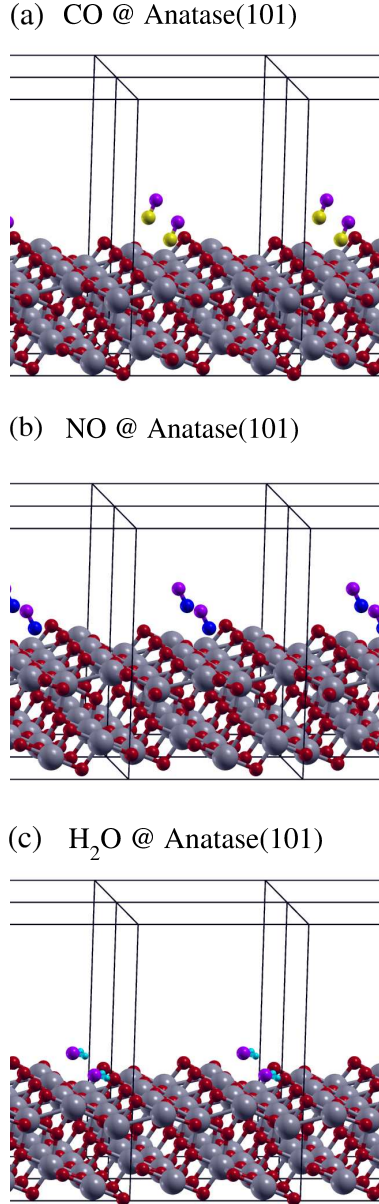 (a) CO @ Anatase(101)
(b) NO @ Anatase(101)
(c) H₂O @ Anatase(101)